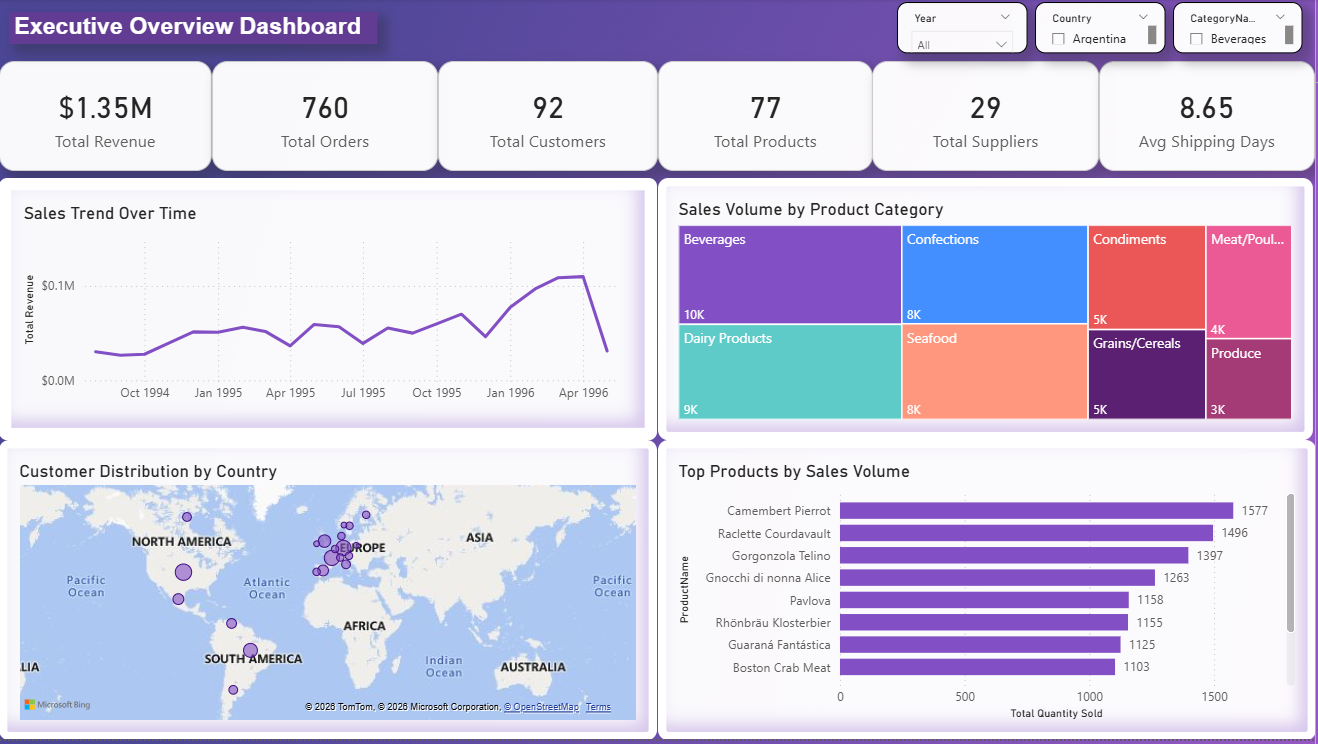 Executive Overview Dashboard
Year
All
Country
Argentina
CategoryNa...
Beverages
$1.35M
Total Revenue
760
Total Orders
92
Total Customers
77
Total Products
29
Total Suppliers
8.65
Avg Shipping Days
Sales Trend Over Time
Total Revenue
$0.1M
$0.0M
Oct 1994
Jan 1995
Apr 1995
Jul 1995
Oct 1995
Jan 1996
Apr 1996
Sales Volume by Product Category
Beverages
10K
Confections
8K
Condiments
5K
Meat/Poul...
4K
Dairy Products
9K
Seafood
8K
Grains/Cereals
5K
Produce
3K
Customer Distribution by Country
NORTH AMERICA
EUROPE
ASIA
Pacific
Ocean
Atlantic
Ocean
Pacific
Ocean
AFRICA
SOUTH AMERICA
Indian
Ocean
LIA
AUSTRALIA
Microsoft Bing
© 2026 TomTom, © 2026 Microsoft Corporation, © OpenStreetMap Terms
Top Products by Sales Volume
ProductName
Camembert Pierrot 1577
Raclette Courdavault 1496
Gorgonzola Telino 1397
Gnocchi di nonna Alice 1263
Pavlova 1158
Rhönbräu Klosterbier 1155
Guaraná Fantástica 1125
Boston Crab Meat 1103
0 500 1000 1500
Total Quantity Sold